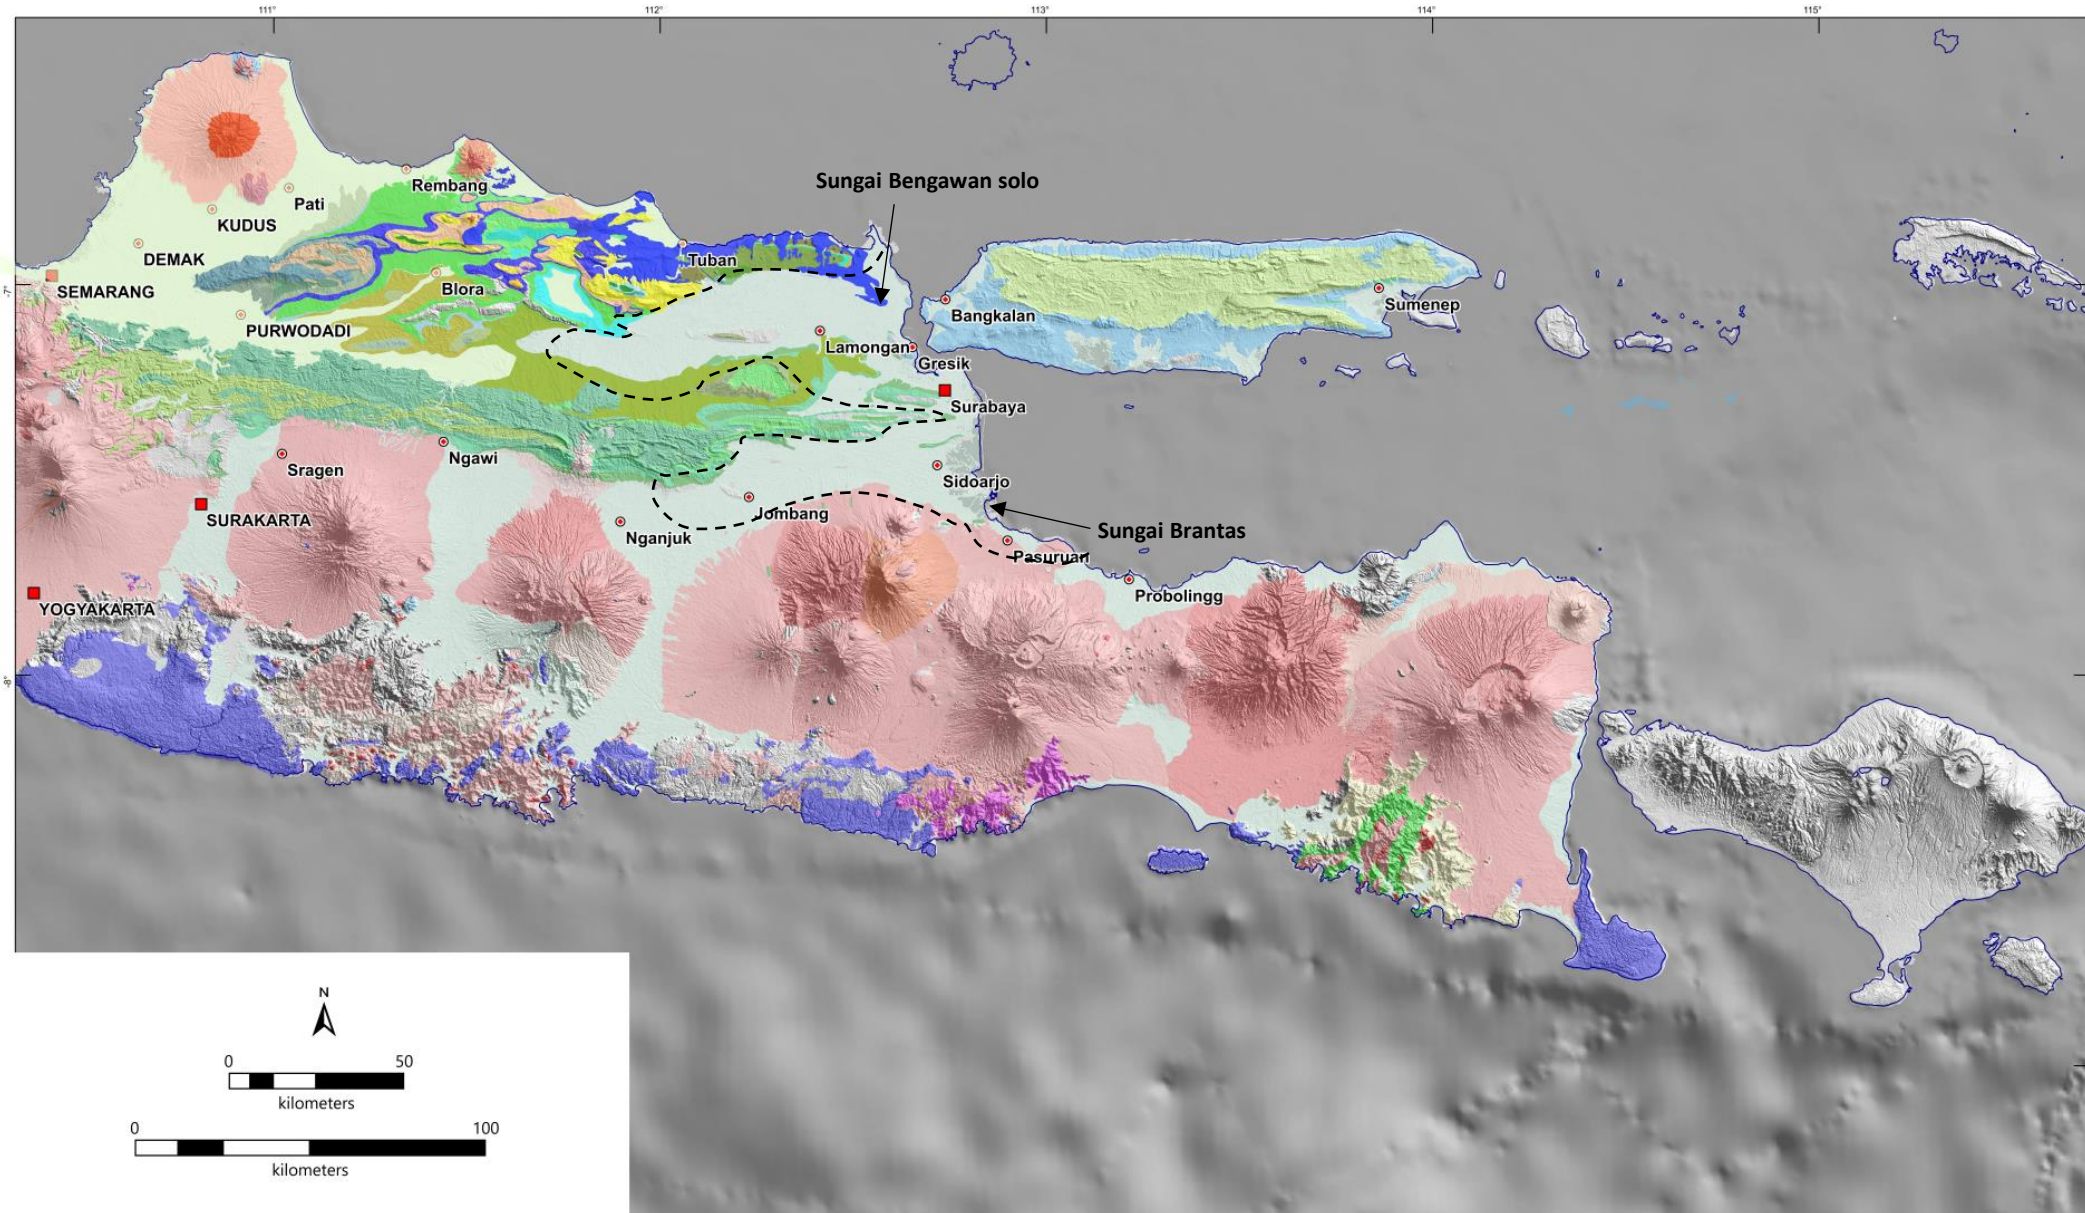 111°
112°
113°
114°
115°
Sungai Bengawan solo
Rembang
Pati
KUDUS
DEMAK
Tuban
-7°
SEMARANG
Blora
Sumenep
Bangkalan
PURWODADI
Lamongan
Gresik
Surabaya
Ngawi
Sragen
Sidoarjo
Jombang
SURAKARTA
Sungai Brantas
Nganjuk
Pasuruan
Probolingg
YOGYAKARTA
-8°
N
0 50
kilometers
0 100
kilometers